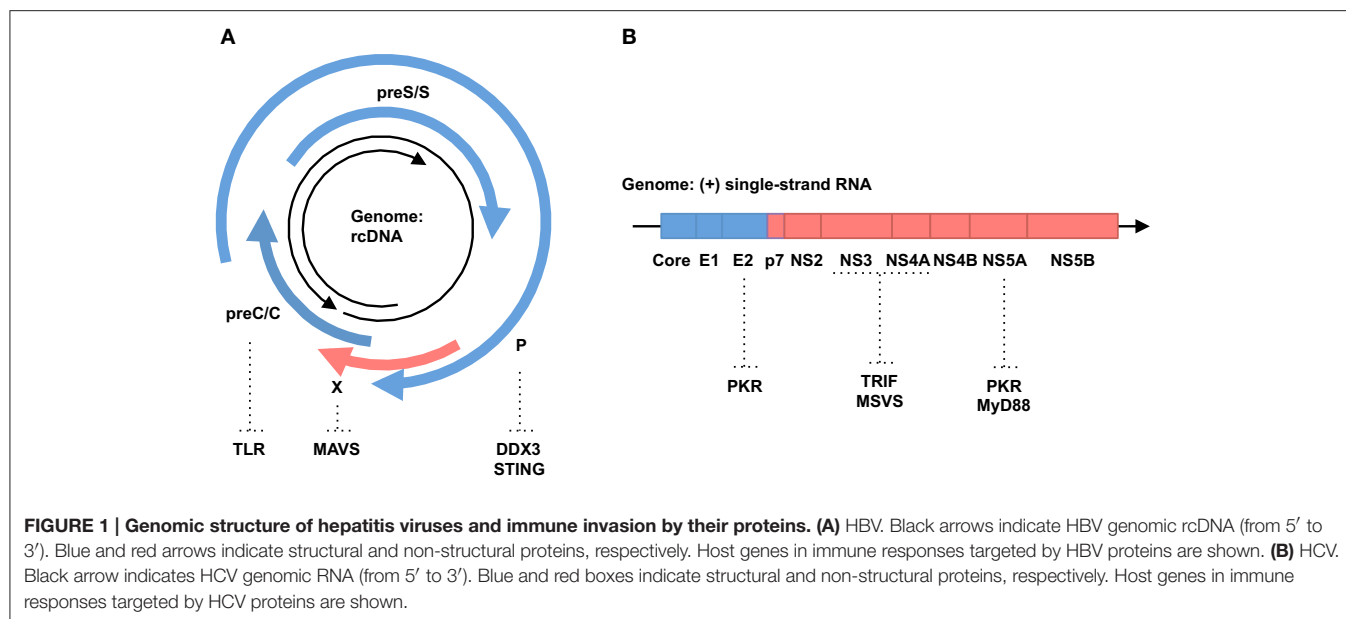 A
preS/S
Genome:
rcDNA
preC/C
P
X
TLR
MAVS
DDX3
STING
B
Genome: (+) single-strand RNA
Core E1 E2 p7 NS2 NS3 NS4A NS4B NS5A NS5B
PKR
TRIF
MSVS
PKR
MyD88
FIGURE 1 | Genomic structure of hepatitis viruses and immune invasion by their proteins. (A) HBV. Black arrows indicate HBV genomic rcDNA (from 5′ to
3′). Blue and red arrows indicate structural and non-structural proteins, respectively. Host genes in immune responses targeted by HBV proteins are shown. (B) HCV.
Black arrow indicates HCV genomic RNA (from 5′ to 3′). Blue and red boxes indicate structural and non-structural proteins, respectively. Host genes in immune
responses targeted by HCV proteins are shown.